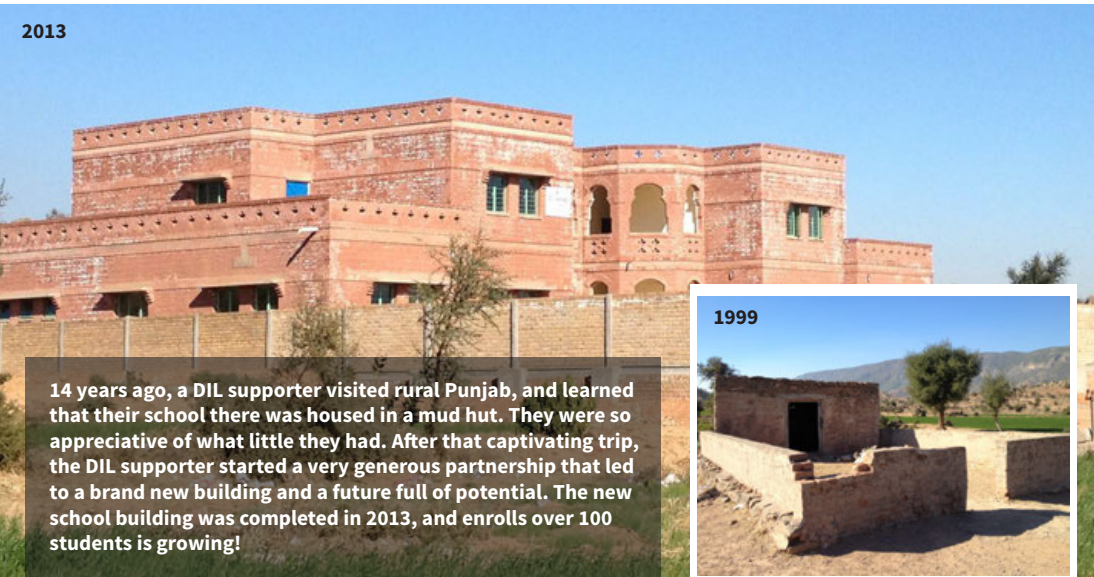 2013
1999
14 years ago, a DIL supporter visited rural Punjab, and learned
that their school there was housed in a mud hut. They were so
appreciative of what little they had. After that captivating trip,
the DIL supporter started a very generous partnership that led
to a brand new building and a future full of potential. The new
school building was completed in 2013, and enrolls over 100
students is growing!